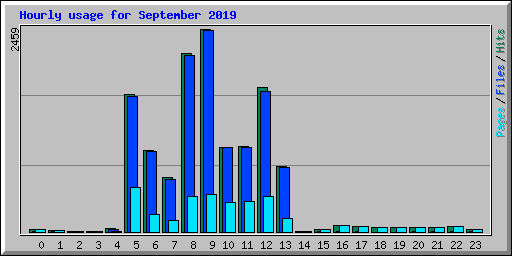 Hourly usage for September 2019
2459
Pages/Files/Hits
0 1 2 3 4 5 6 7 8 9 10 11 12 13 14 15 16 17 18 19 20 21 22 23